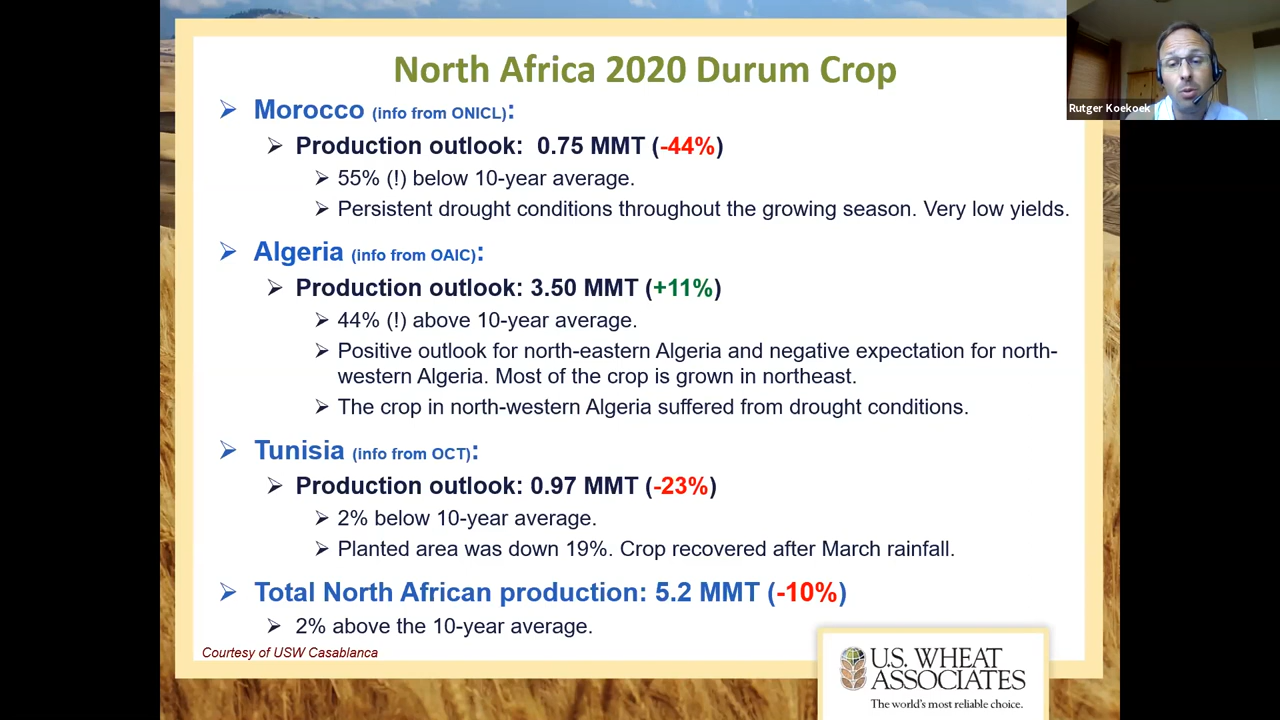 North Africa 2020 Durum Crop
Rutger Koekoek
➢ Morocco (info from ONICL):
➢ Production outlook:  0.75 MMT (-44%)
➢ 55% (!) below 10-year average.
➢ Persistent drought conditions throughout the growing season. Very low yields.
➢ Algeria (info from OAIC):
➢ Production outlook: 3.50 MMT (+11%)
➢ 44% (!) above 10-year average.
➢ Positive outlook for north-eastern Algeria and negative expectation for north-
western Algeria. Most of the crop is grown in northeast.
➢ The crop in north-western Algeria suffered from drought conditions.
➢ Tunisia (info from OCT):
➢ Production outlook: 0.97 MMT (-23%)
➢ 2% below 10-year average.
➢ Planted area was down 19%. Crop recovered after March rainfall.
➢ Total North African production: 5.2 MMT (-10%)
➢ 2% above the 10-year average.
Courtesy of USW Casablanca
U.S. WHEAT
ASSOCIATES
The world's most reliable choice.